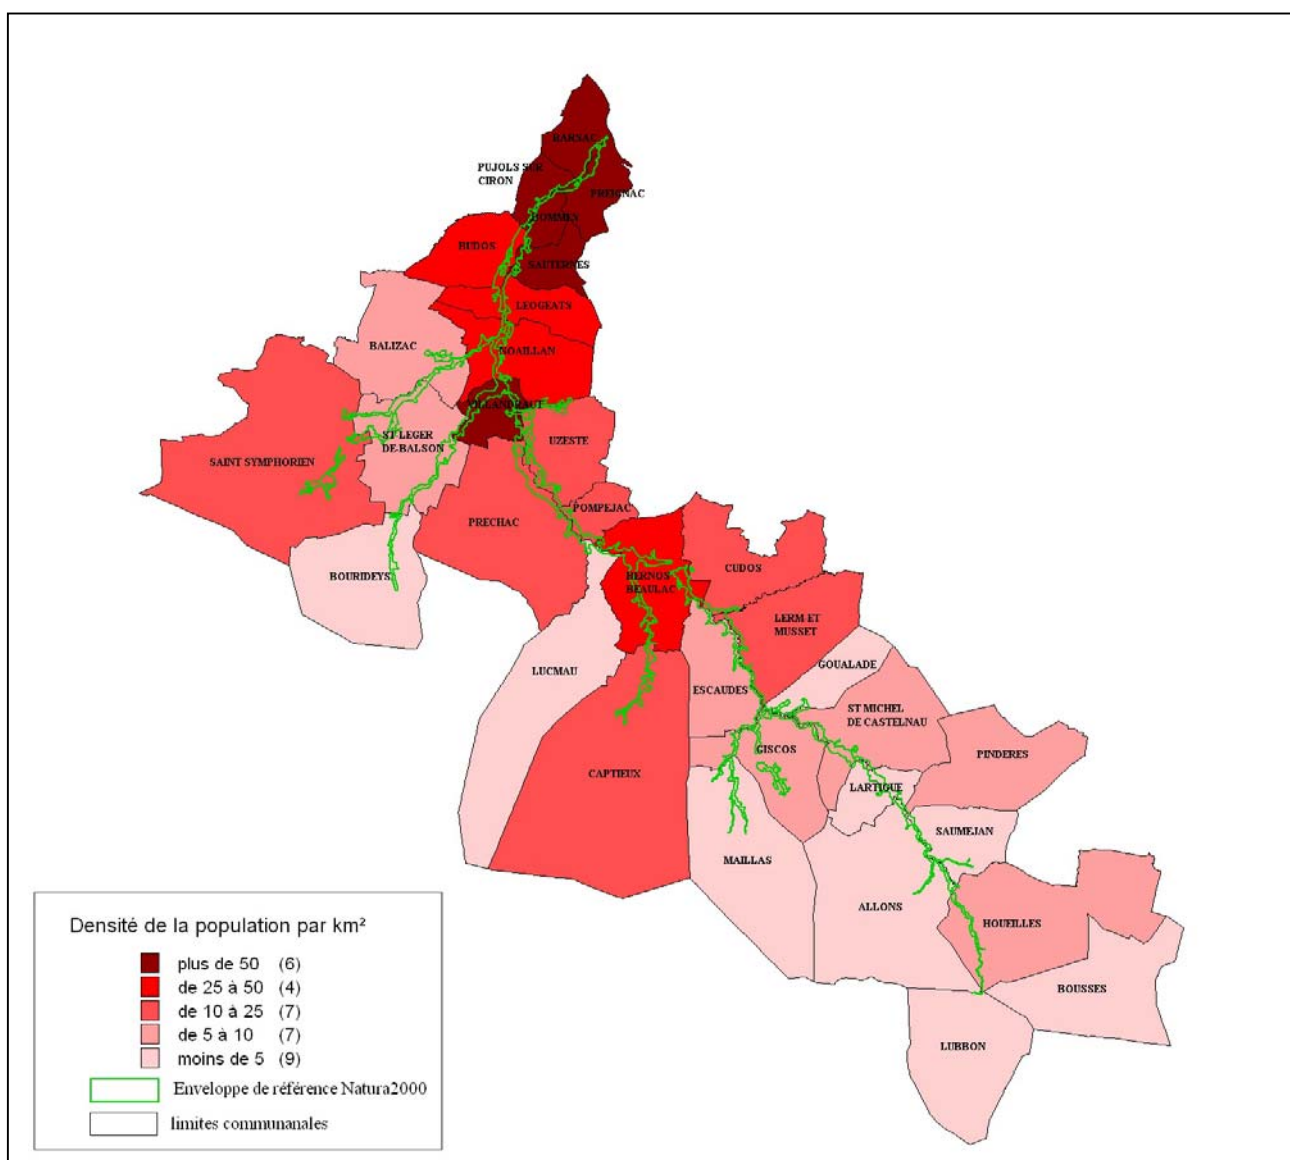 BARSAC
PUJOLS SUR
CIRON
PREIGNAC
BOMMES
BUDOS
SAUTERNES
LEOGEATS
BALIZAC
NOAILLAN
VILLANDRAUT
ST LEGER
DE BALSON
UZESTE
SAINT SYMPHORIEN
POMPEJAC
PRECHAC
BOURIDEYS
CUDOS
BERNOS
BEAULAC
LERM ET
MUSSET
LUCMAU
GOUALADE
ESCAUDES
ST MICHEL
DE CASTELNAU
GISCOS
PINDERES
CAPTIEUX
LARTIGUE
SAUMEJAN
MAILLAS
ALLONS
HOUEILLES
BOUSSES
LUBBON
Densité de la population par km²
plus de 50 (6)
de 25 à 50 (4)
de 10 à 25 (7)
de 5 à 10 (7)
moins de 5 (9)
Enveloppe de référence Natura2000
limites communanales